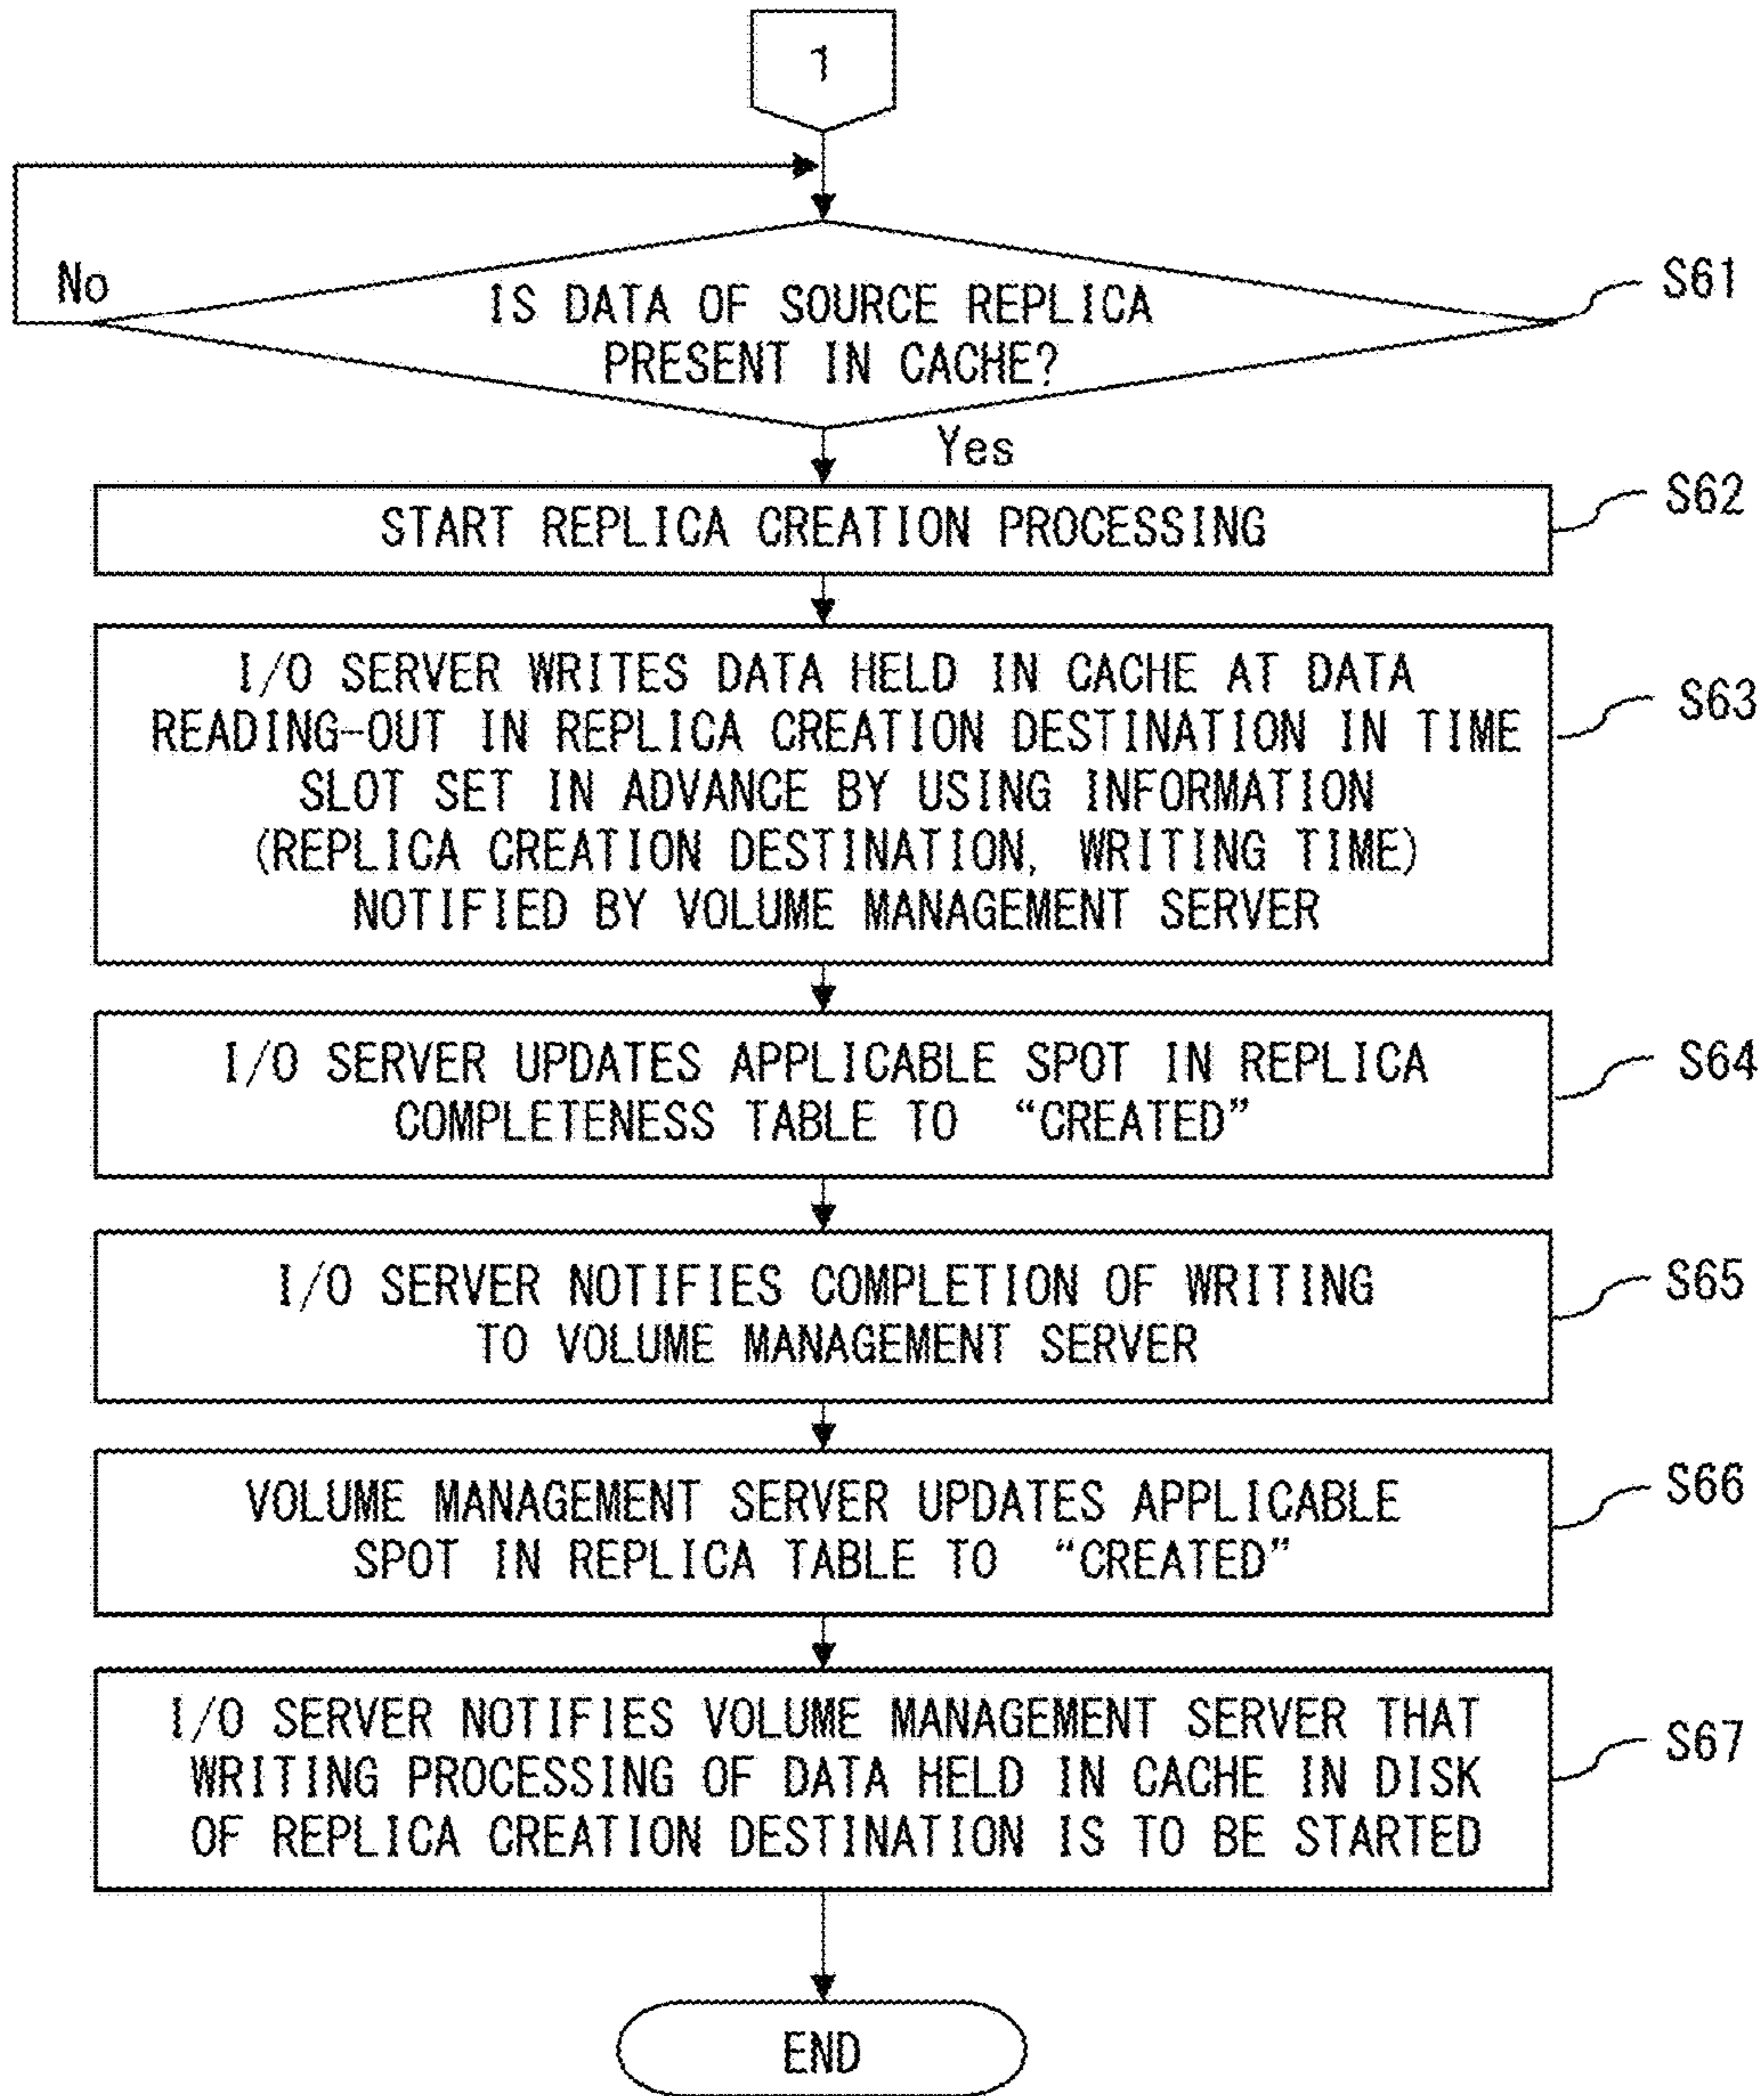 1
No
IS DATA OF SOURCE REPLICA
PRESENT IN CACHE?
S61
Yes
START REPLICA CREATION PROCESSING
S62
I/O SERVER WRITES DATA HELD IN CACHE AT DATA
READING-OUT IN REPLICA CREATION DESTINATION IN TIME
SLOT SET IN ADVANCE BY USING INFORMATION
(REPLICA CREATION DESTINATION, WRITING TIME)
NOTIFIED BY VOLUME MANAGEMENT SERVER
S63
I/O SERVER UPDATES APPLICABLE SPOT IN REPLICA
COMPLETENESS TABLE TO “CREATED”
S64
I/O SERVER NOTIFIES COMPLETION OF WRITING
TO VOLUME MANAGEMENT SERVER
S65
VOLUME MANAGEMENT SERVER UPDATES APPLICABLE
SPOT IN REPLICA TABLE TO “CREATED”
S66
I/O SERVER NOTIFIES VOLUME MANAGEMENT SERVER THAT
WRITING PROCESSING OF DATA HELD IN CACHE IN DISK
OF REPLICA CREATION DESTINATION IS TO BE STARTED
S67
END